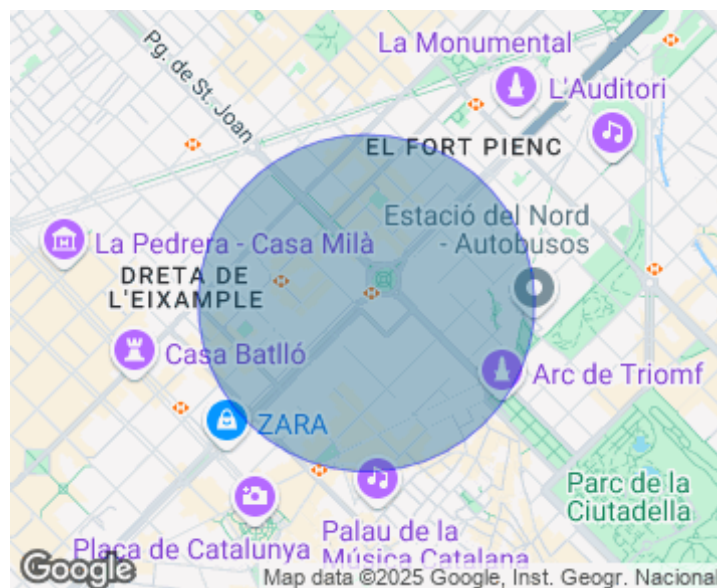 La Monumental
Pg. de St. Joan
L'Auditori
EL FORT PIENC
Estació del Nord
- Autobusos
La Pedrera - Casa Milà
DRETA DE
L'EIXAMPLE
Casa Batlló
Arc de Triomf
ZARA
Parc de la
Ciutadella
Plaça de Catalunya
Palau de la
Música Catalana
Google
Map data ©2025 Google, Inst. Geogr. Nacional